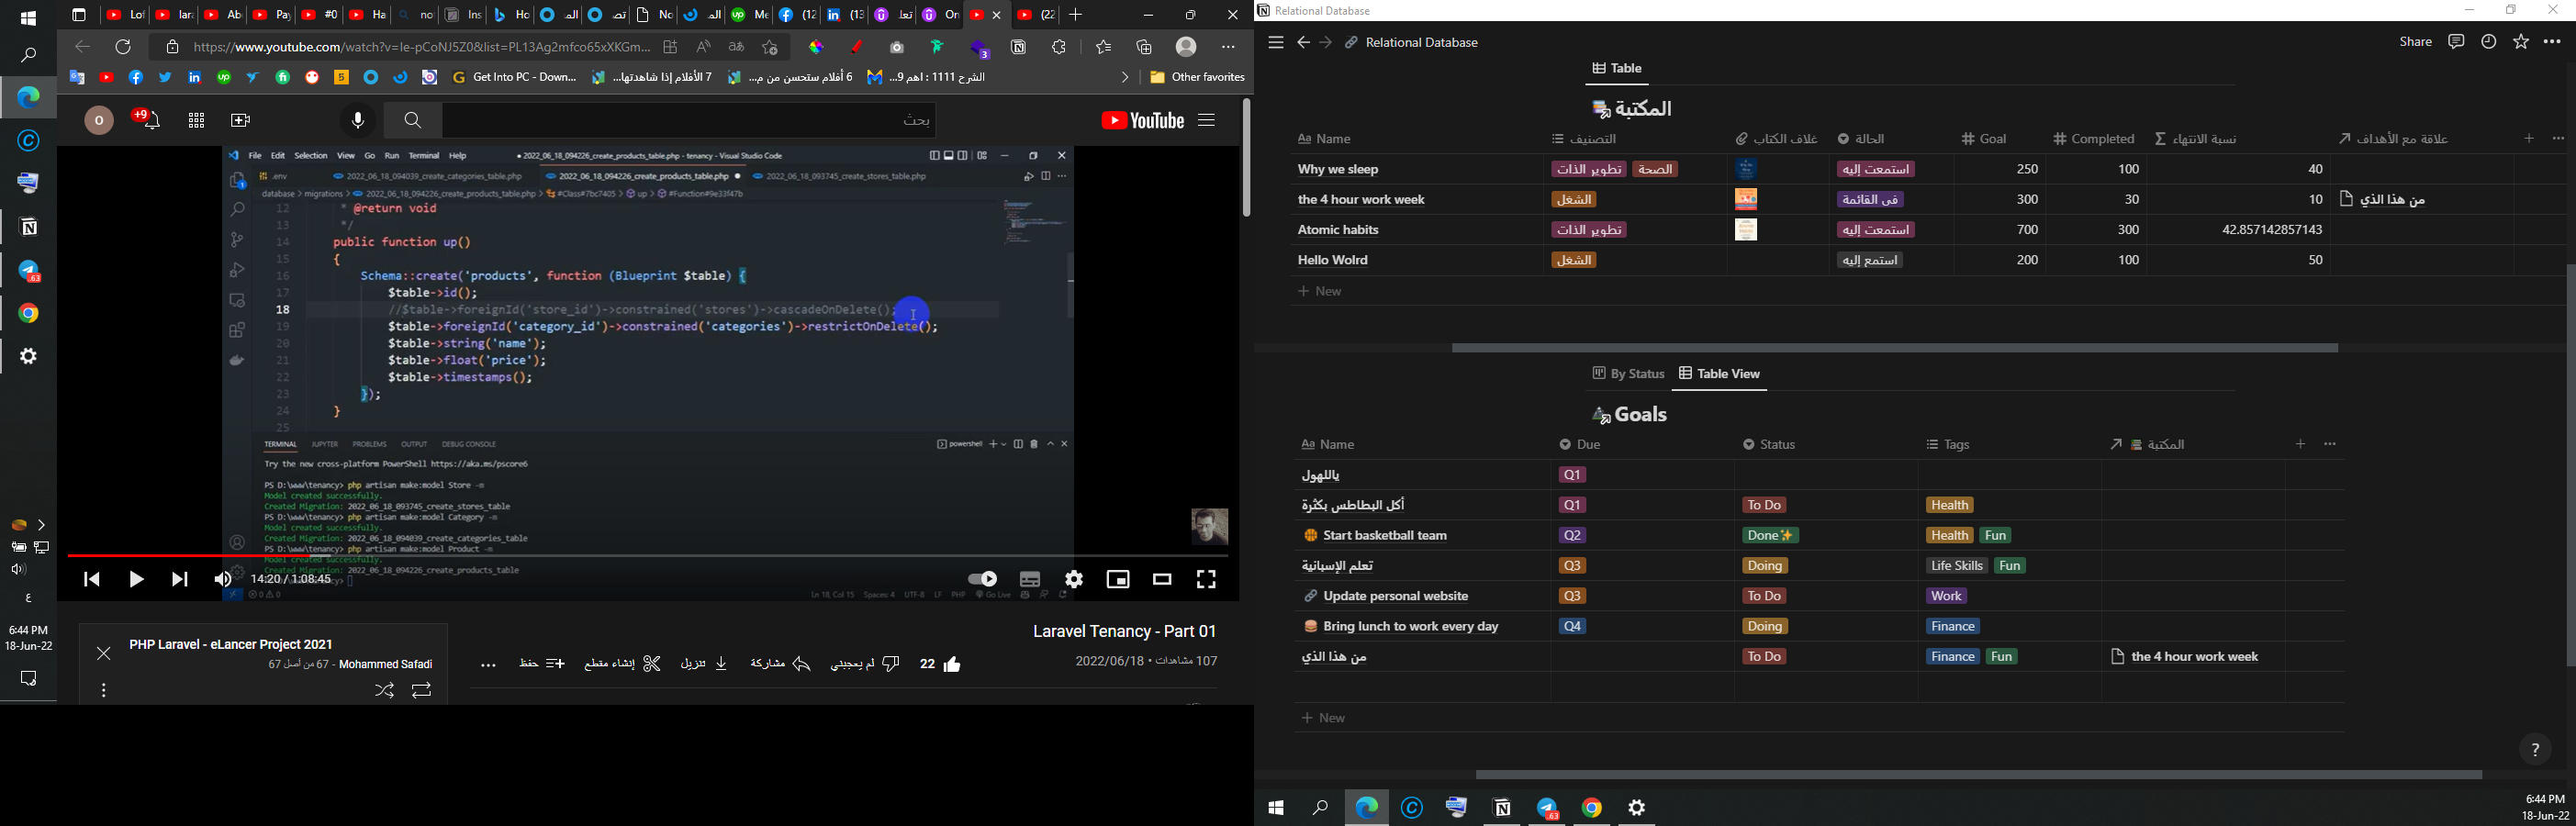 Lof
lara
Ab
Pay
#0
Ha
no
Ins
Ho
الم
تص
No
الم
Me
(12
(13
تعا
On
(22
https://www.youtube.com/watch?v=le-pCoNJ5Z0&list=PL13Ag2mfco65xXKGm...
Get Into PC - Down...
7 الأفلام إذا شاهدتها...
6 أفلام ستحسن من م...
الشرح 1111 : اهم 9...
Other favorites
O
+9
بحث
YouTube
File Edit Selection View Go Run Terminal Help
• 2022_06_18_094226_create_products_table.php - tenancy - Visual Studio Code
.env
2022_06_18_094039_create_categories_table.php
2022_06_18_094226_create_products_table.php
2022_06_18_093745_create_stores_table.php
database > migrations > 2022_06_18_094226_create_products_table.php > #Class#7bc7405 > up > #Function#9e33f47b
12 * @return void
13 */
14 public function up()
15 {
16 Schema::create('products', function (Blueprint $table) {
17 $table->id();
18 //$table->foreignId('store_id')->constrained('stores')->cascadeOnDelete();
19 $table->foreignId('category_id')->constrained('categories')->restrictOnDelete();
20 $table->string('name');
21 $table->float('price');
22 $table->timestamps();
23 });
24 }
25
TERMINAL JUPYTER PROBLEMS OUTPUT DEBUG CONSOLE
powershell
Try the new cross-platform PowerShell https://aka.ms/pscore6
PS D:\www\tenancy> php artisan make:model Store -m
Model created successfully.
Created Migration: 2022_06_18_093745_create_stores_table
PS D:\www\tenancy> php artisan make:model Category -m
Model created successfully.
Created Migration: 2022_06_18_094039_create_categories_table
PS D:\www\tenancy> php artisan make:model Product -m
Model created successfully.
Created Migration: 2022_06_18_094226_create_products_table
14:20 / 1:08:45
Ln 18, Col 15 Spaces: 4 UTF-8 LF PHP Go Live
PHP Laravel - eLancer Project 2021
Mohammed Safadi - 67 من أصل 67
Laravel Tenancy - Part 01
107 مشاهدات • 2022/06/18
22
لم يعجبني
مشاركة
تنزيل
إنشاء مقطع
حفظ
ع
6:44 PM
18-Jun-22
Relational Database
Relational Database
Share
Table
المكتبة
Aa Name التصنيف غلاف الكتاب الحالة Goal Completed نسبة الانتهاء علاقة مع الأهداف
Why we sleep تطوير الذات الصحة استمعت إليه 250 100 40
the 4 hour work week الشغل في القائمة 300 30 10 من هذا الذي
Atomic habits تطوير الذات استمعت إليه 700 300 42.857142857143
Hello Wolrd الشغل استمع إليه 200 100 50
+ New
By Status Table View
Goals
Aa Name Due Status Tags المكتبة
ياللهول Q1
أكل البطاطس بكثرة Q1 To Do Health
Start basketball team Q2 Done✨ Health Fun
تعلم الإسبانية Q3 Doing Life Skills Fun
Update personal website Q3 To Do Work
Bring lunch to work every day Q4 Doing Finance
من هذا الذي To Do Finance Fun the 4 hour work week
+ New
?
6:44 PM
18-Jun-22